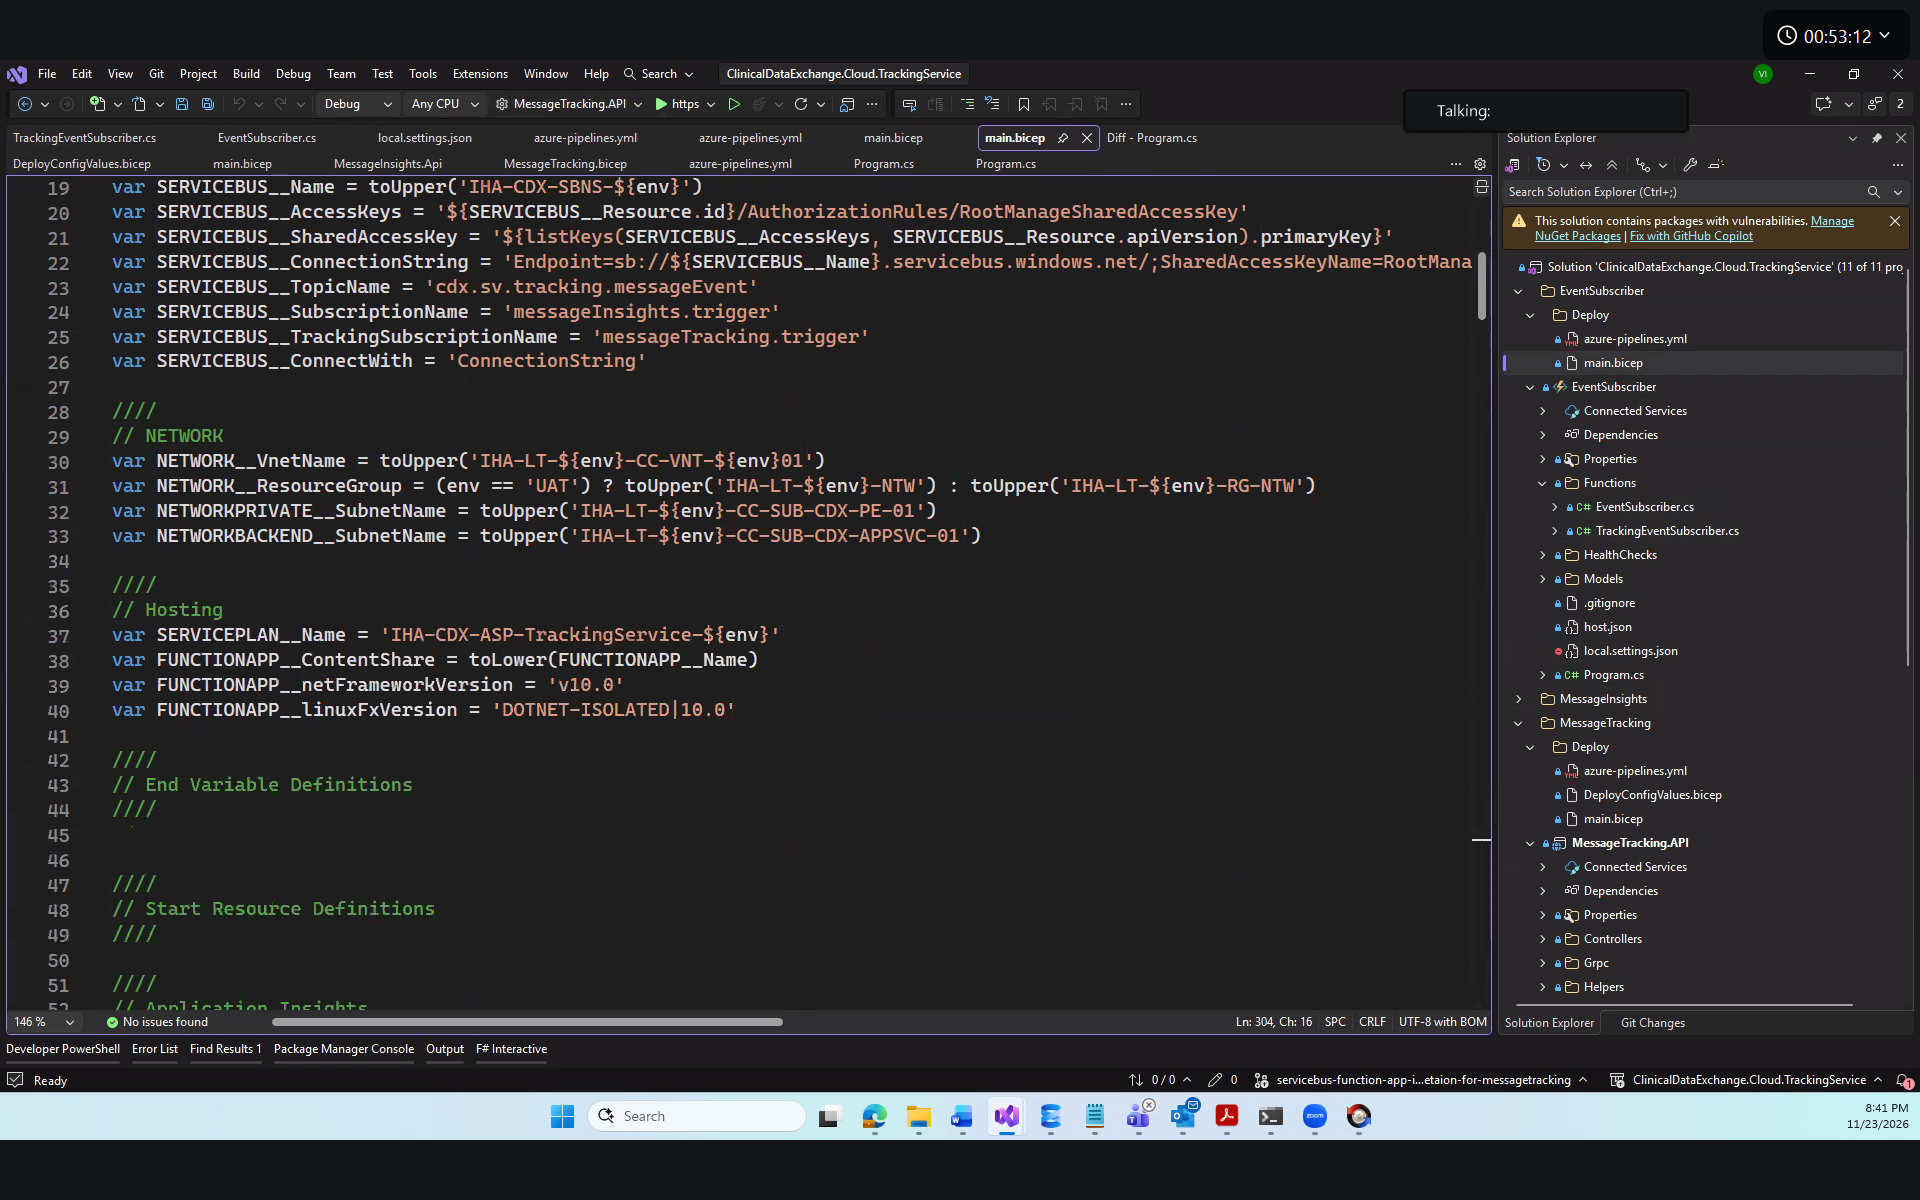 00:53:12
File Edit View Git Project Build Debug Team Test Tools Extensions Window Help Search ClinicalDataExchange.Cloud.TrackingService VI
Debug Any CPU MessageTracking.API https 2
Talking:
TrackingEventSubscriber.cs EventSubscriber.cs local.settings.json azure-pipelines.yml azure-pipelines.yml main.bicep main.bicep Diff - Program.cs
DeployConfigValues.bicep main.bicep MessageInsights.Api MessageTracking.bicep azure-pipelines.yml Program.cs Program.cs
19 var SERVICEBUS__Name = toUpper('IHA-CDX-SBNS-${env}')
20 var SERVICEBUS__AccessKeys = '${SERVICEBUS__Resource.id}/AuthorizationRules/RootManageSharedAccessKey'
21 var SERVICEBUS__SharedAccessKey = '${listKeys(SERVICEBUS__AccessKeys, SERVICEBUS__Resource.apiVersion).primaryKey}'
22 var SERVICEBUS__ConnectionString = 'Endpoint=sb://${SERVICEBUS__Name}.servicebus.windows.net/;SharedAccessKeyName=RootMana
23 var SERVICEBUS__TopicName = 'cdx.sv.tracking.messageEvent'
24 var SERVICEBUS__SubscriptionName = 'messageInsights.trigger'
25 var SERVICEBUS__TrackingSubscriptionName = 'messageTracking.trigger'
26 var SERVICEBUS__ConnectWith = 'ConnectionString'
27
28 ////
29 // NETWORK
30 var NETWORK__VnetName = toUpper('IHA-LT-${env}-CC-VNT-${env}01')
31 var NETWORK__ResourceGroup = (env == 'UAT') ? toUpper('IHA-LT-${env}-NTW') : toUpper('IHA-LT-${env}-RG-NTW')
32 var NETWORKPRIVATE__SubnetName = toUpper('IHA-LT-${env}-CC-SUB-CDX-PE-01')
33 var NETWORKBACKEND__SubnetName = toUpper('IHA-LT-${env}-CC-SUB-CDX-APPSVC-01')
34
35 ////
36 // Hosting
37 var SERVICEPLAN__Name = 'IHA-CDX-ASP-TrackingService-${env}'
38 var FUNCTIONAPP__ContentShare = toLower(FUNCTIONAPP__Name)
39 var FUNCTIONAPP__netFrameworkVersion = 'v10.0'
40 var FUNCTIONAPP__linuxFxVersion = 'DOTNET-ISOLATED|10.0'
41
42 ////
43 // End Variable Definitions
44 ////
45
46
47 ////
48 // Start Resource Definitions
49 ////
50
51 ////
52 // Application Insights
146 % No issues found Ln: 304, Ch: 16 SPC CRLF UTF-8 with BOM
Solution Explorer
Search Solution Explorer (Ctrl+;)
This solution contains packages with vulnerabilities. Manage
NuGet Packages | Fix with GitHub Copilot
Solution 'ClinicalDataExchange.Cloud.TrackingService' (11 of 11 pro
EventSubscriber
Deploy
azure-pipelines.yml
main.bicep
EventSubscriber
Connected Services
Dependencies
Properties
Functions
C# EventSubscriber.cs
C# TrackingEventSubscriber.cs
HealthChecks
Models
.gitignore
host.json
local.settings.json
C# Program.cs
MessageInsights
MessageTracking
Deploy
azure-pipelines.yml
DeployConfigValues.bicep
main.bicep
MessageTracking.API
Connected Services
Dependencies
Properties
Controllers
Grpc
Helpers
Solution Explorer Git Changes
Developer PowerShell Error List Find Results 1 Package Manager Console Output F# Interactive
Ready 0 / 0 0 servicebus-function-app-i...etaion-for-messagetracking ClinicalDataExchange.Cloud.TrackingService 1
Search zoom
8:41 PM
11/23/2026